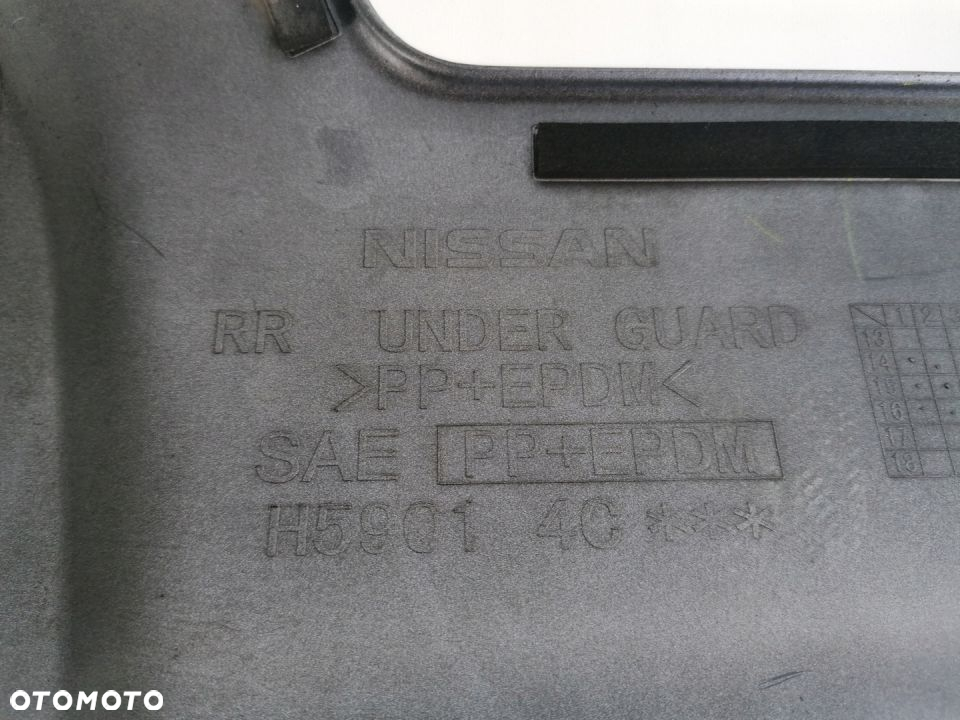 NISSAN
RR UNDER GUARD
>PP+EPDM<
SAE PP+EPDM
H5901 4C***
1 2 3
13
14
15
16
17
18
OTOMOTO